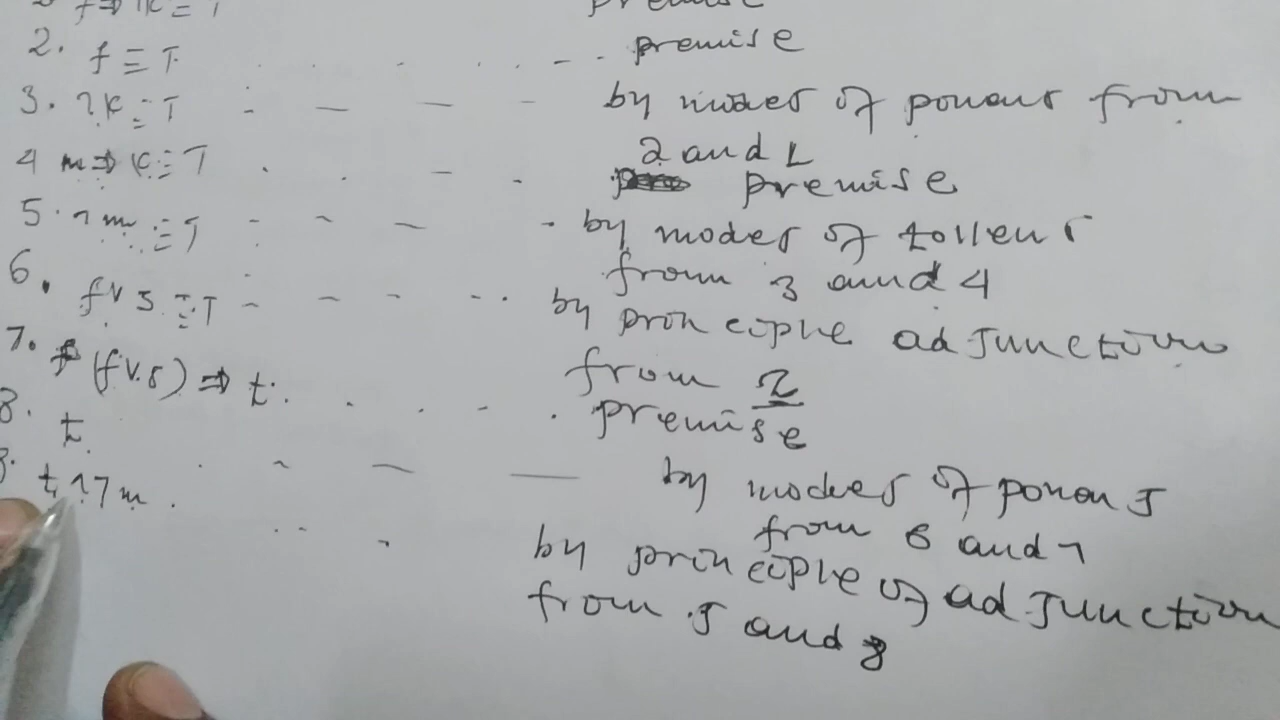 f⇒ ¬k ≡ T premise
2. f ≡ T . . . . . . premise
3. ¬k ≡ T - — — - by modes of ponens from
2 and 1
4 m ⇒ k ≡ T . . - - premise
5. ¬m ≡ T - - - - by modes of tollens
from 3 and 4
6. f v s ≡ T - - - - . by principle adjunction
from 2
7. (f v s) ⇒ t. . . - . premise
8. t. . - — — by modes of ponens
from 6 and 7
9. t ∧ ¬m . . . . by principle of adjunction
from 5 and 8